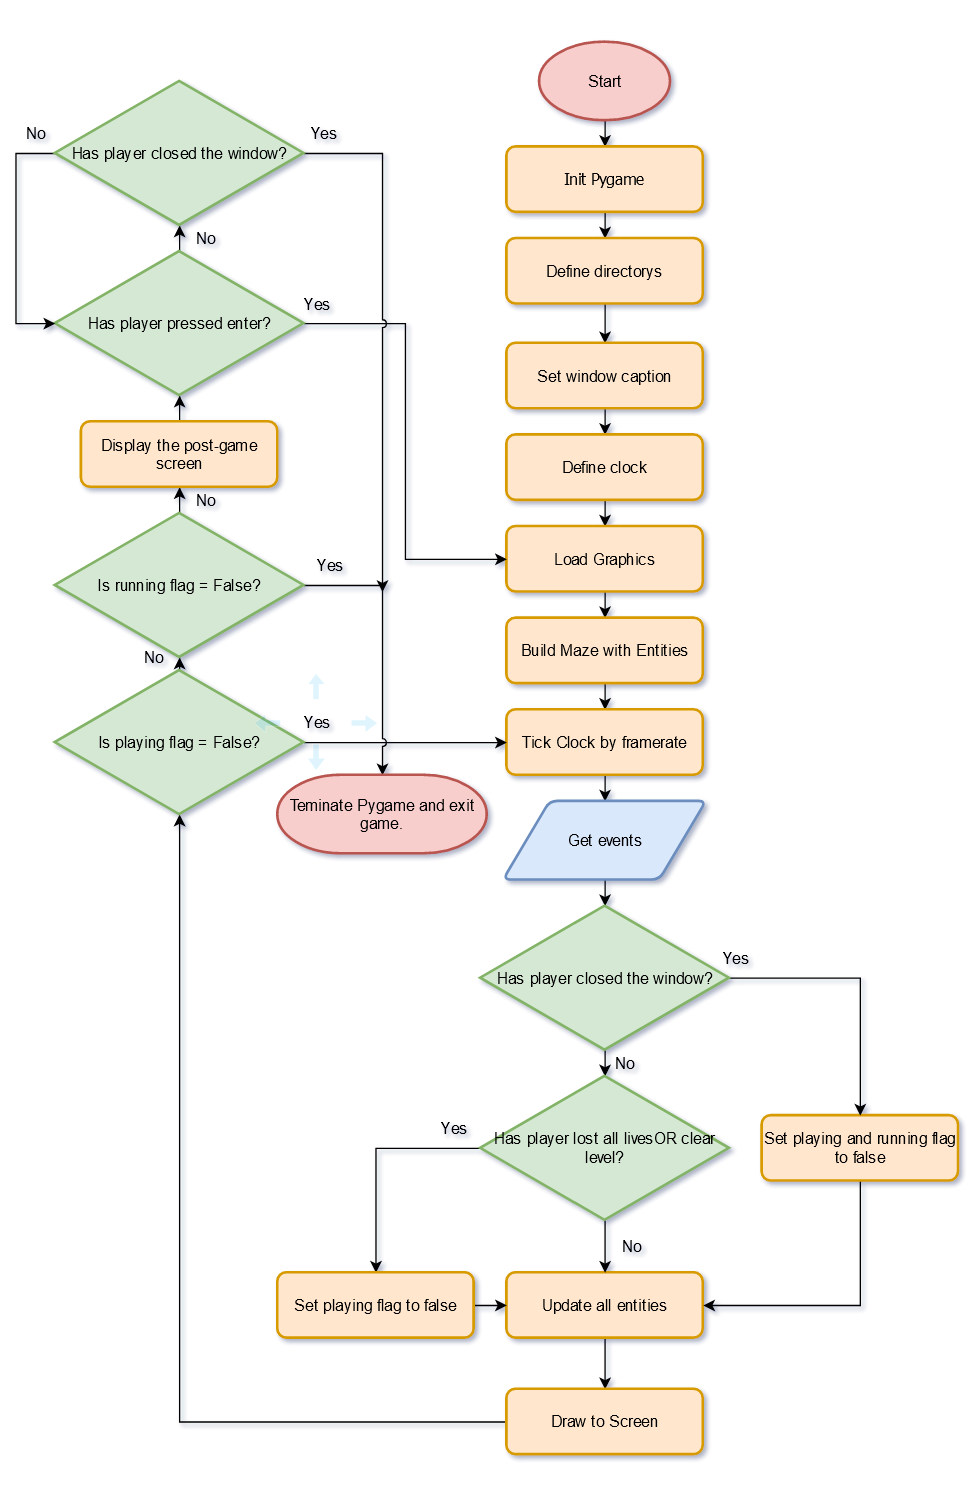 Start
Init Pygame
Define directorys
Set window caption
Define clock
Load Graphics
Build Maze with Entities
Tick Clock by framerate
Get events
Has player closed the window?
Yes
No
Has player lost all livesOR clear
level?
Yes
No
Set playing and running flag
to false
Set playing flag to false
Update all entities
Draw to Screen
Is playing flag = False?
Yes
No
Is running flag = False?
Yes
No
Display the post-game
screen
Has player pressed enter?
Yes
No
Has player closed the window?
No
Yes
Teminate Pygame and exit
game.